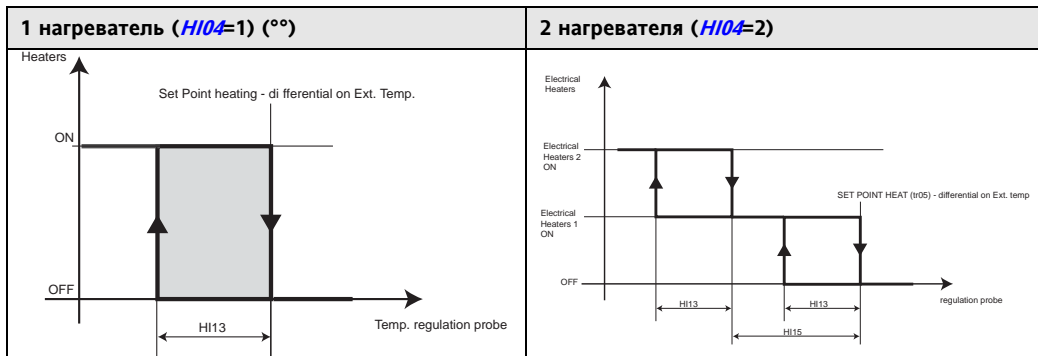 1 нагреватель (HI04=1) (°°)
2 нагревателя (HI04=2)
Heaters
Set Point heating - di fferential on Ext. Temp.
ON
OFF
HI13
Temp. regulation probe
Electrical
Heaters
Electrical
Heaters 2
ON
SET POINT HEAT (tr05) - differential on Ext. temp
Electrical
Heaters 1
ON
OFF
regulation probe
HI13
HI13
HI15